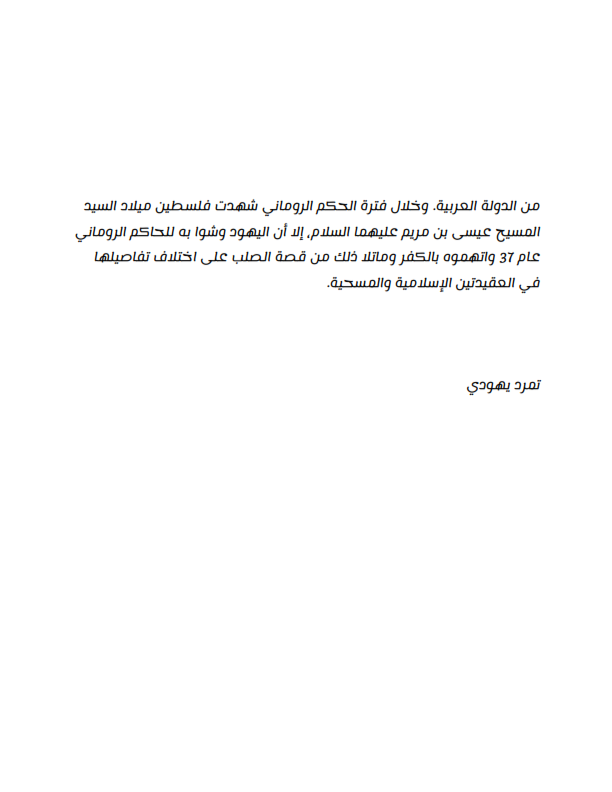 من الدولة العربية. وخلال فترة الحكم الروماني شهدت فلسطين ميلاد السيد
المسيح عيسى بن مريم عليهما السلام، إلا أن اليهود وشوا به للحاكم الروماني
عام 37 واتهموه بالكفر وماتلا ذلك من قصة الصلب على اختلاف تفاصيلها
في العقيدتين الإسلامية والمسحية.
تمرد يهودي